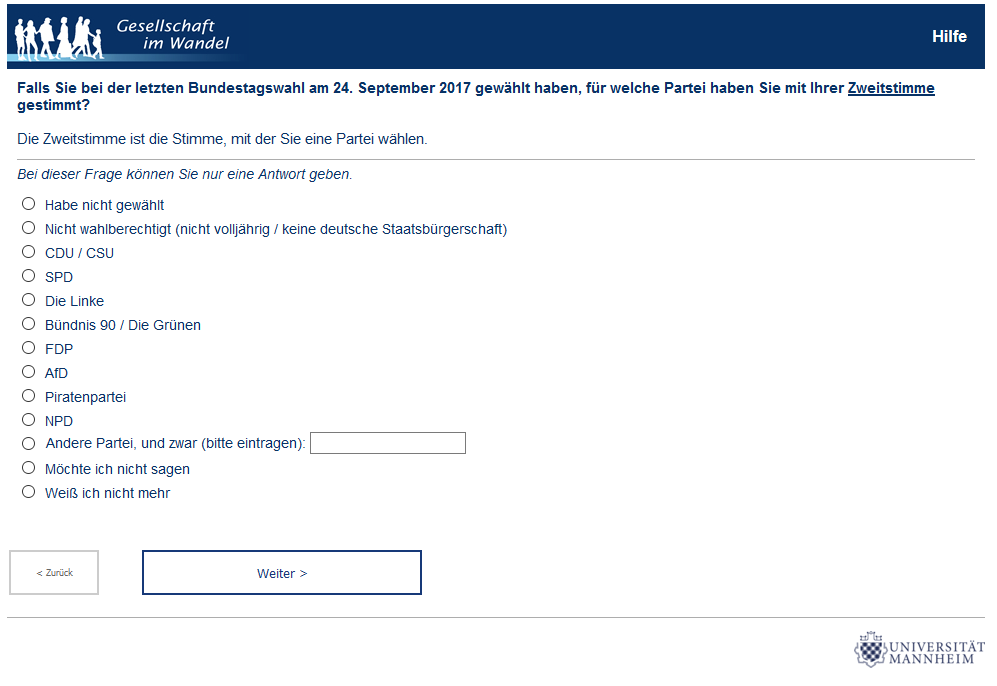 Gesellschaft
im Wandel
Hilfe
Falls Sie bei der letzten Bundestagswahl am 24. September 2017 gewählt haben, für welche Partei haben Sie mit Ihrer Zweitstimme
gestimmt?
Die Zweitstimme ist die Stimme, mit der Sie eine Partei wählen.
Bei dieser Frage können Sie nur eine Antwort geben.
Habe nicht gewählt
Nicht wahlberechtigt (nicht volljährig / keine deutsche Staatsbürgerschaft)
CDU / CSU
SPD
Die Linke
Bündnis 90 / Die Grünen
FDP
AfD
Piratenpartei
NPD
Andere Partei, und zwar (bitte eintragen):
Möchte ich nicht sagen
Weiß ich nicht mehr
< Zurück
Weiter >
UNIVERSITÄT
MANNHEIM